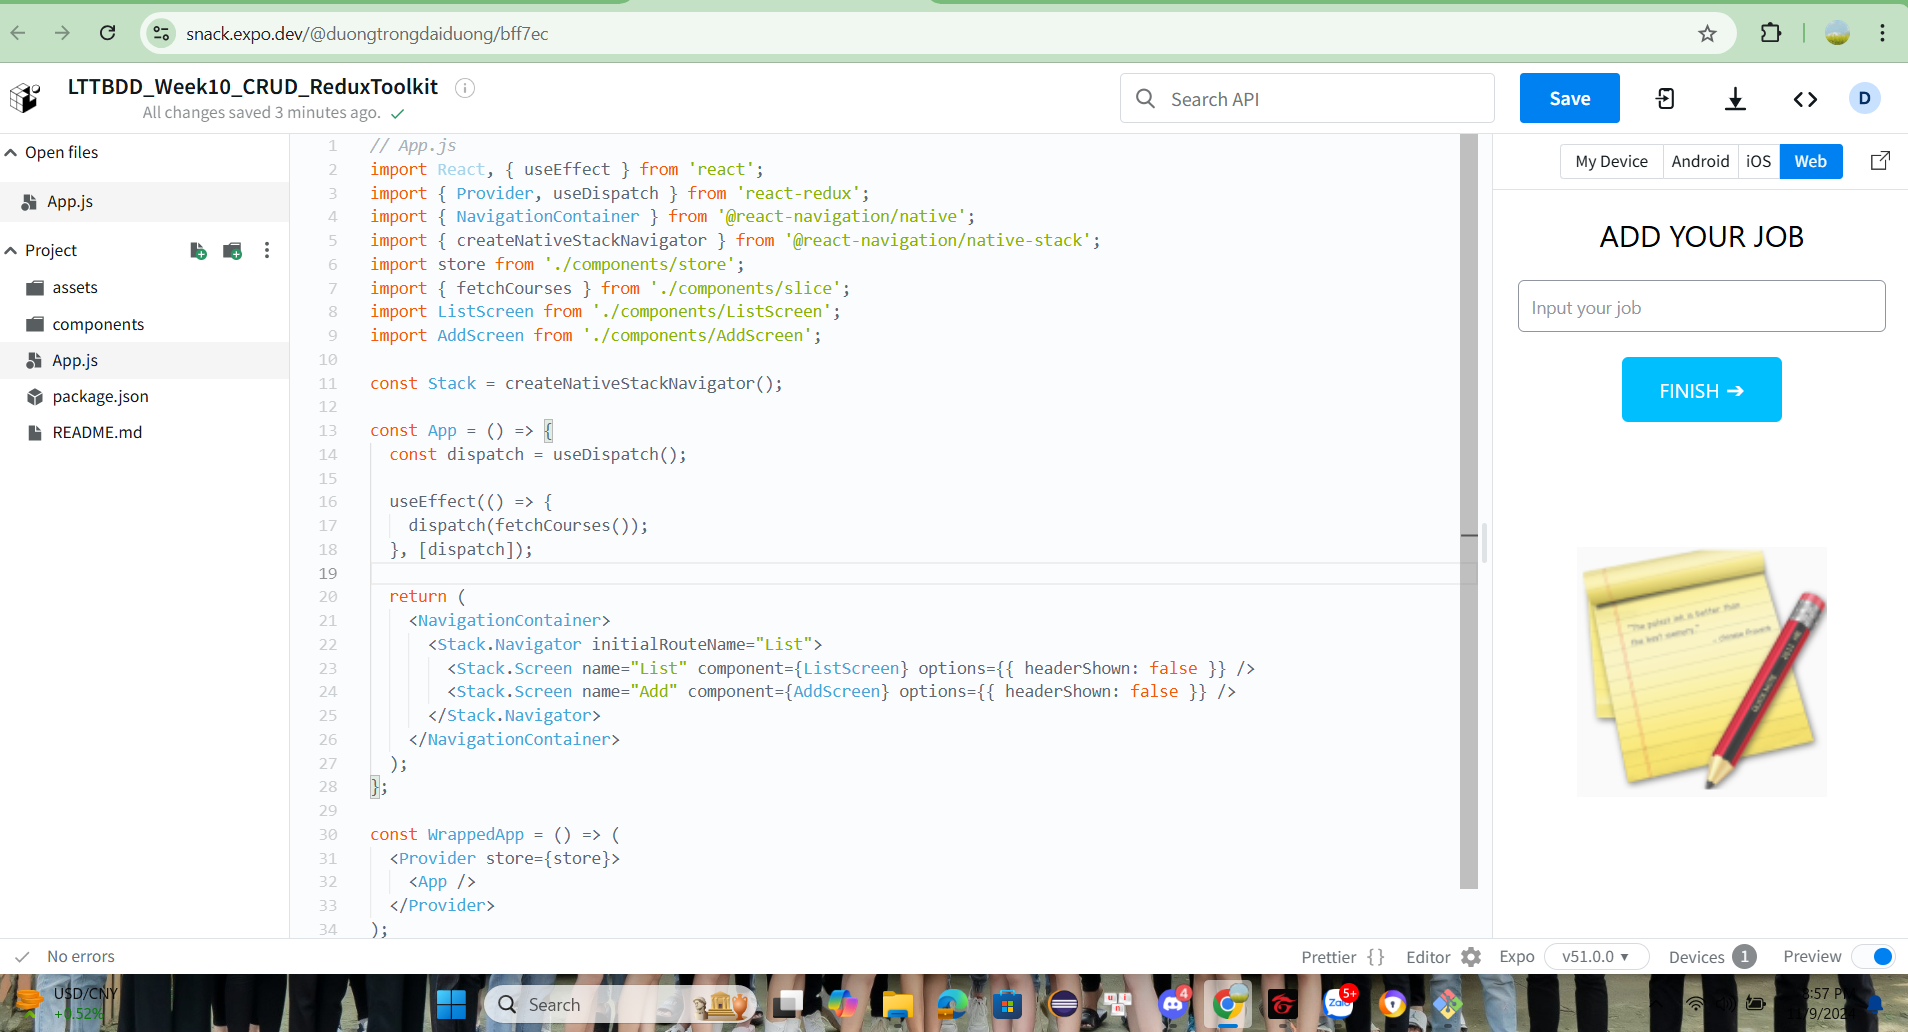 snack.expo.dev/@duongtrongdaiduong/bff7ec
LTTBDD_Week10_CRUD_ReduxToolkit
All changes saved 3 minutes ago.
Search API
Save
D
Open files
App.js
Project
assets
components
App.js
package.json
README.md
1 // App.js
2 import React, { useEffect } from 'react';
3 import { Provider, useDispatch } from 'react-redux';
4 import { NavigationContainer } from '@react-navigation/native';
5 import { createNativeStackNavigator } from '@react-navigation/native-stack';
6 import store from './components/store';
7 import { fetchCourses } from './components/slice';
8 import ListScreen from './components/ListScreen';
9 import AddScreen from './components/AddScreen';
10
11 const Stack = createNativeStackNavigator();
12
13 const App = () => {
14 const dispatch = useDispatch();
15
16 useEffect(() => {
17 dispatch(fetchCourses());
18 }, [dispatch]);
19
20 return (
21 <NavigationContainer>
22 <Stack.Navigator initialRouteName="List">
23 <Stack.Screen name="List" component={ListScreen} options={{ headerShown: false }} />
24 <Stack.Screen name="Add" component={AddScreen} options={{ headerShown: false }} />
25 </Stack.Navigator>
26 </NavigationContainer>
27 );
28 };
29
30 const WrappedApp = () => (
31 <Provider store={store}>
32 <App />
33 </Provider>
34 );
My Device Android iOS Web
ADD YOUR JOB
Input your job
FINISH ➔
No errors
Prettier {} Editor Expo v51.0.0 Devices 1 Preview
USD/CNY
+0.52%
Search
4
Zalo
5+
:57 PM
11/9/2024